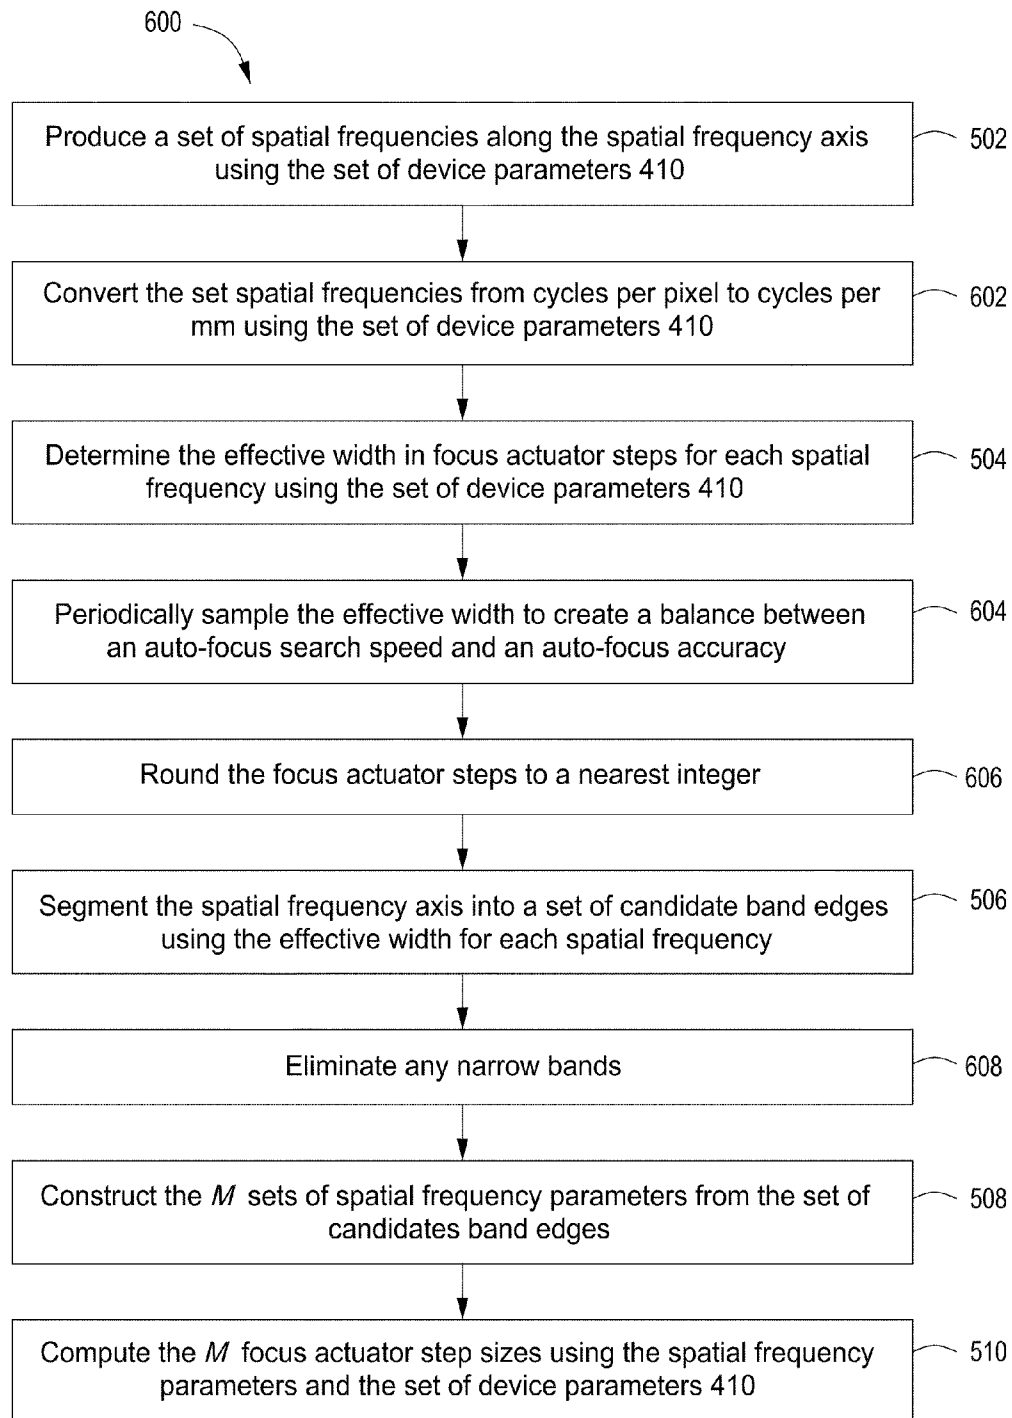 600
Produce a set of spatial frequencies along the spatial frequency axis
using the set of device parameters 410
502
Convert the set spatial frequencies from cycles per pixel to cycles per
mm using the set of device parameters 410
602
Determine the effective width in focus actuator steps for each spatial
frequency using the set of device parameters 410
504
Periodically sample the effective width to create a balance between
an auto-focus search speed and an auto-focus accuracy
604
Round the focus actuator steps to a nearest integer
606
Segment the spatial frequency axis into a set of candidate band edges
using the effective width for each spatial frequency
506
Eliminate any narrow bands
608
Construct the M sets of spatial frequency parameters from the set of
candidates band edges
508
Compute the M focus actuator step sizes using the spatial frequency
parameters and the set of device parameters 410
510